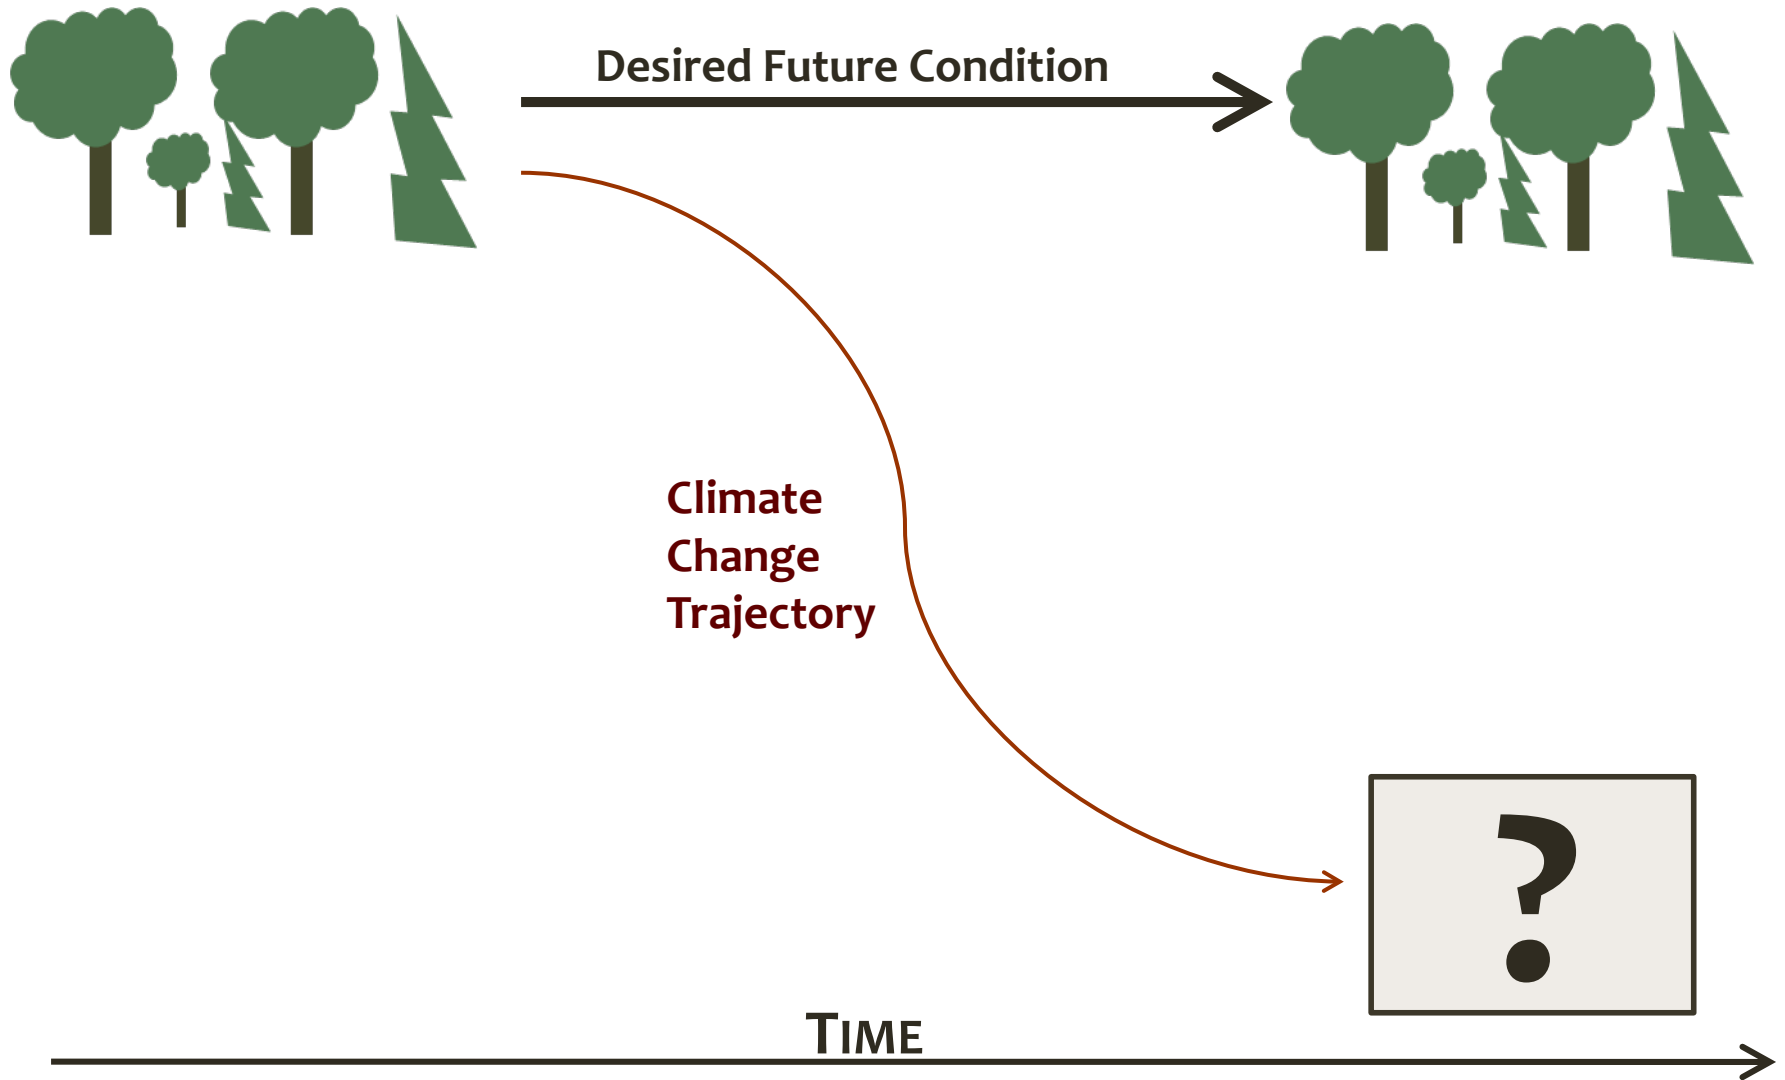 Desired Future Condition
Climate
Change
Trajectory
?
TIME